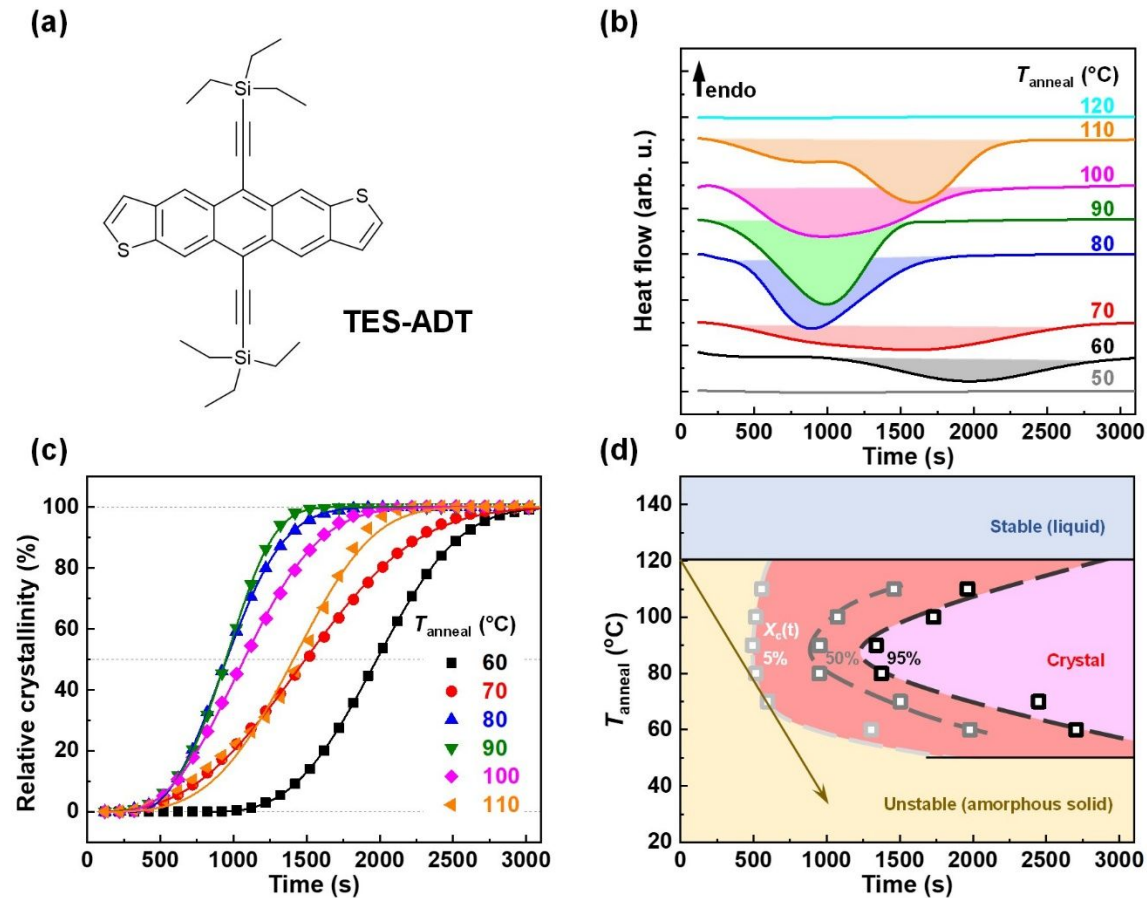 (a)
Si
S
S
Si
TES-ADT
(b)
endo
T anneal (°C)
120
110
100
90
80
70
60
50
Heat flow (arb. u.)
0 500 1000 1500 2000 2500 3000
Time (s)
(c)
100
80
60
40
20
0
Relative crystallinity (%)
T anneal (°C)
60
70
80
90
100
110
0 500 1000 1500 2000 2500 3000
Time (s)
(d)
140
120
100
80
60
40
20
T anneal (°C)
Stable (liquid)
Xc(t)
5% 50% 95%
Crystal
Unstable (amorphous solid)
0 500 1000 1500 2000 2500 3000
Time (s)